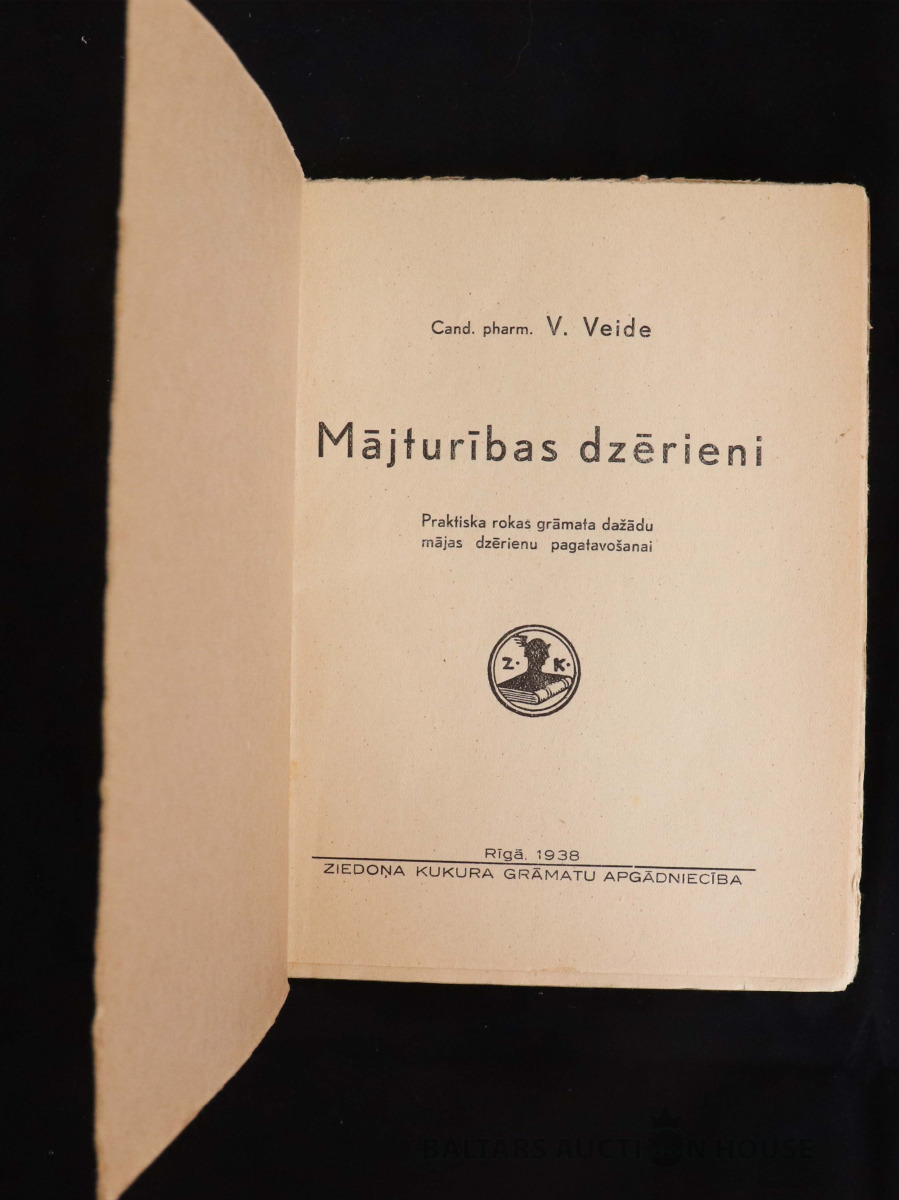 Cand. pharm. V. Veide
Mājturības dzērieni
Praktiska rokas grāmata dažādu
mājas dzērienu pagatavošanai
Z. K.
Rīgā, 1938
ZIEDOŅA KUKURA GRĀMATU APGĀDNIECĪBA
BALTARS AUCTION HOUSE